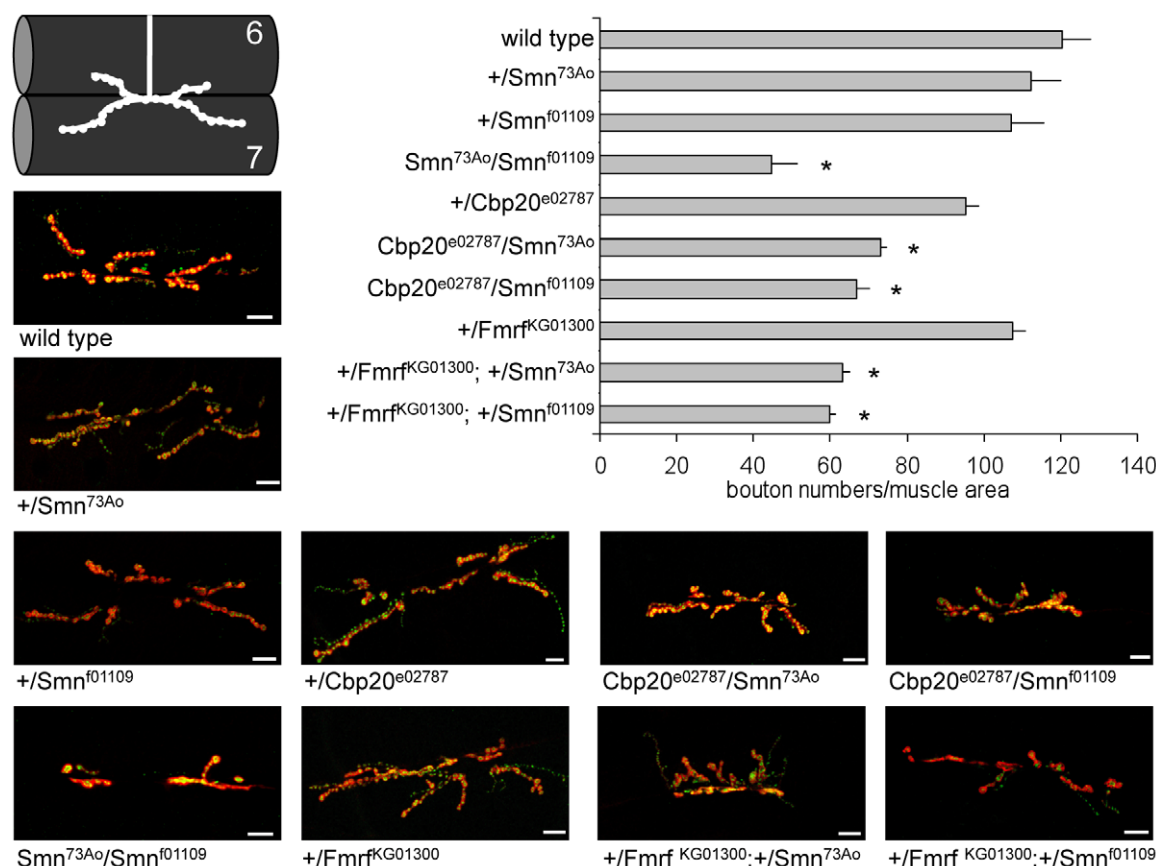 6
7
wild type
+/Smn73Ao
+/Smnf01109
Smn73Ao/Smnf01109
+/Cbp20e02787
Cbp20e02787/Smn73Ao
Cbp20e02787/Smnf01109
+/FmrfKG01300
+/FmrfKG01300; +/Smn73Ao
+/FmrfKG01300; +/Smnf01109
*
*
*
*
*
0 20 40 60 80 100 120 140
bouton numbers/muscle area
wild type
+/Smn73Ao
+/Smnf01109
+/Cbp20e02787
Cbp20e02787/Smn73Ao
Cbp20e02787/Smnf01109
Smn73Ao/Smnf01109
+/FmrfKG01300
+/Fmrf KG01300;+/Smn73Ao
+/Fmrf KG01300;+/Smnf01109